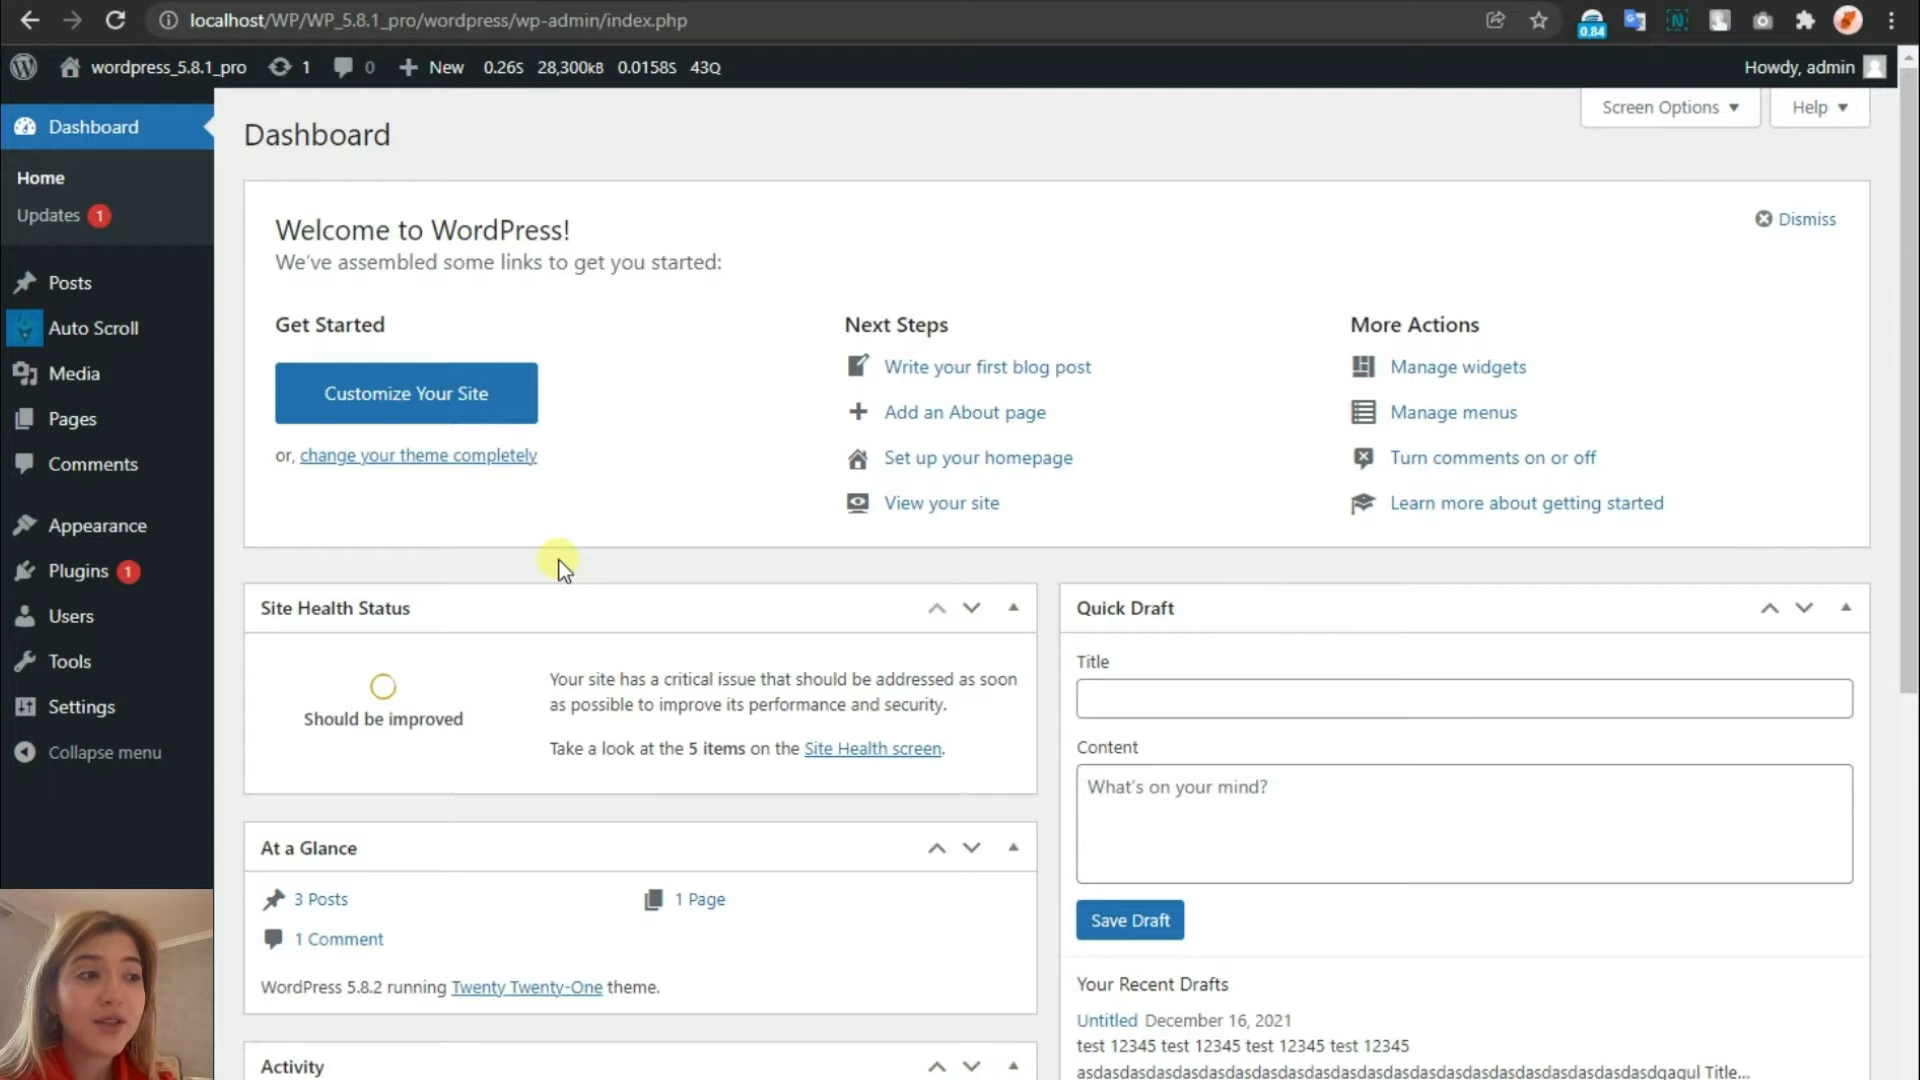 localhost/WP/WP_5.8.1_pro/wordpress/wp-admin/index.php
0.84
wordpress_5.8.1_pro
1
0
New
0.26S 28,300kB 0.0158S 43Q
Howdy, admin
Dashboard
Home
Updates 1
Posts
Auto Scroll
Media
Pages
Comments
Appearance
Plugins 1
Users
Tools
Settings
Collapse menu
Screen Options
Help
Dashboard
Welcome to WordPress!
We've assembled some links to get you started:
Dismiss
Get Started
Customize Your Site
or, change your theme completely
Next Steps
Write your first blog post
Add an About page
Set up your homepage
View your site
More Actions
Manage widgets
Manage menus
Turn comments on or off
Learn more about getting started
Site Health Status
Should be improved
Your site has a critical issue that should be addressed as soon
as possible to improve its performance and security.
Take a look at the 5 items on the Site Health screen.
At a Glance
3 Posts
1 Page
1 Comment
WordPress 5.8.2 running Twenty Twenty-One theme.
Activity
Quick Draft
Title
Content
What's on your mind?
Save Draft
Your Recent Drafts
Untitled December 16, 2021
test 12345 test 12345 test 12345 test 12345
Title...